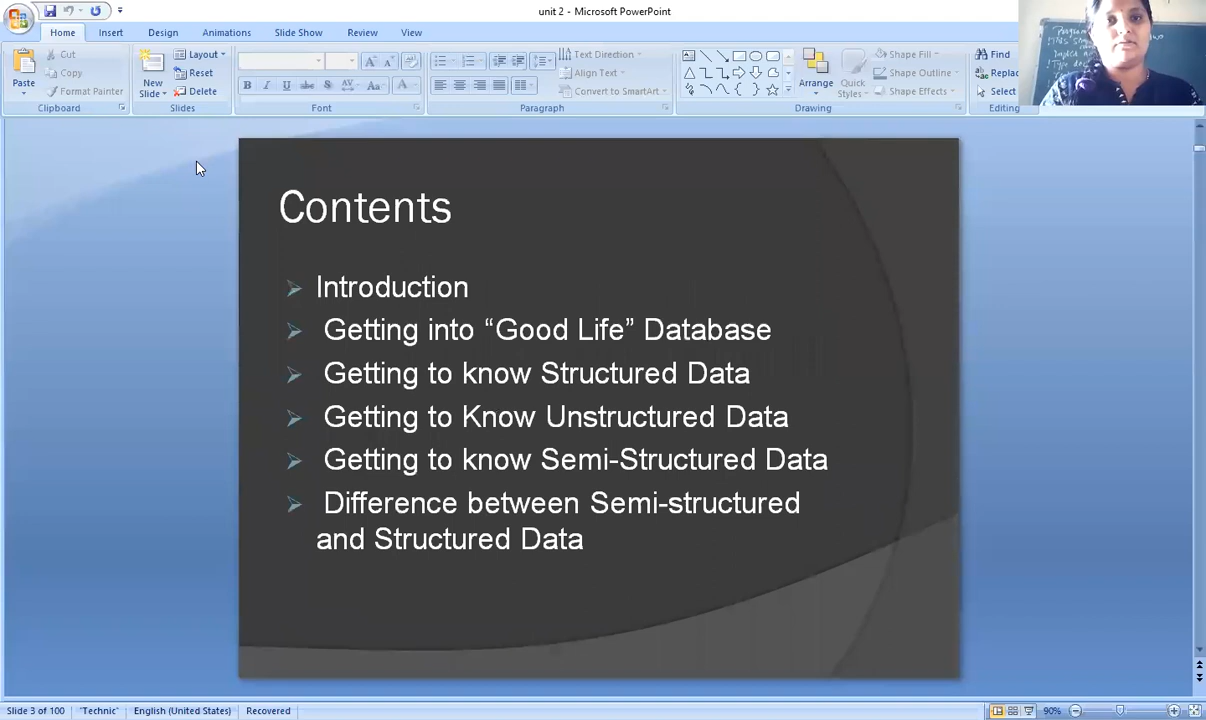 unit 2 - Microsoft PowerPoint
Home Insert Design Animations Slide Show Review View
Cut
Copy
Format Painter
Paste
Clipboard
New Slide
Layout
Reset
Delete
Slides
B I U abe S AV Aa A
Font
Text Direction
Align Text
Convert to SmartArt
Paragraph
Arrange
Quick Styles
Shape Fill
Shape Outline
Shape Effects
Drawing
Find
Replac
Select
Editing
Contents
Introduction
Getting into “Good Life” Database
Getting to know Structured Data
Getting to Know Unstructured Data
Getting to know Semi-Structured Data
Difference between Semi-structured
and Structured Data
Slide 3 of 100 "Technic" English (United States) Recovered 90%